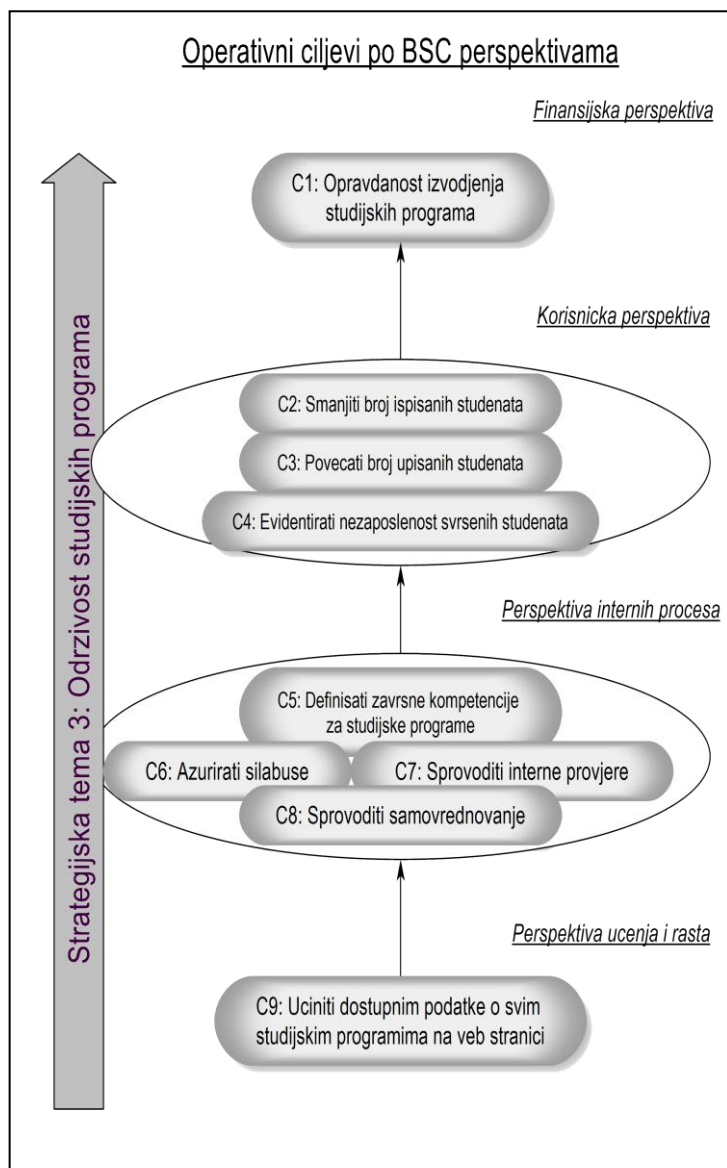 Operativni ciljevi po BSC perspektivama
Finansijska perspektiva
C1: Opravdanost izvodjenja
studijskih programa
Korisnicka perspektiva
C2: Smanjiti broj ispisanih studenata
C3: Povecati broj upisanih studenata
C4: Evidentirati nezaposlenost svrsenih studenata
Perspektiva internih procesa
C5: Definisati zavrsne kompetencije
za studijske programe
C6: Azurirati silabuse
C7: Sprovoditi interne provjere
C8: Sprovoditi samovrednovanje
Perspektiva ucenja i rasta
C9: Uciniti dostupnim podatke o svim
studijskim programima na veb stranici
Strategijska tema 3: Odrzivost studijskih programa